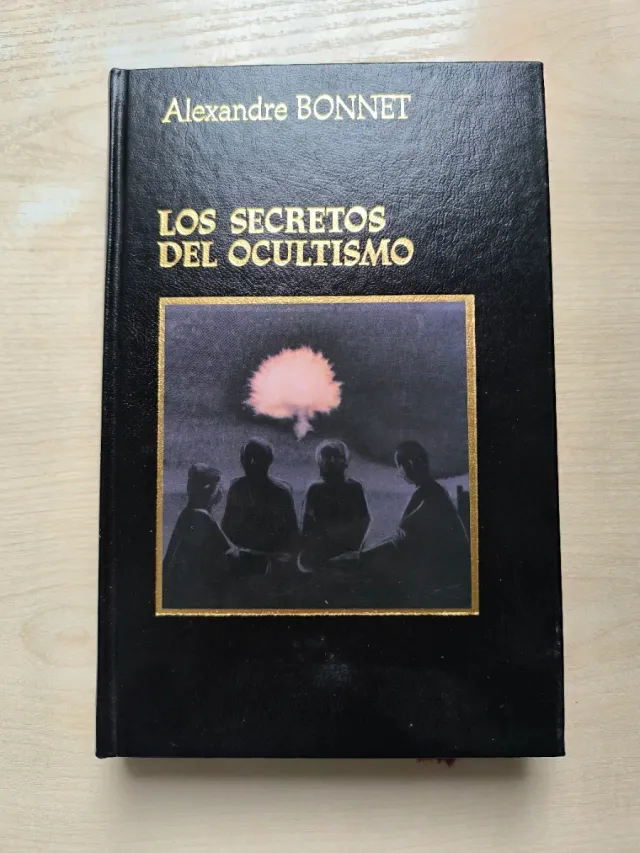 Alexandre BONNET
LOS SECRETOS
DEL OCULTISMO